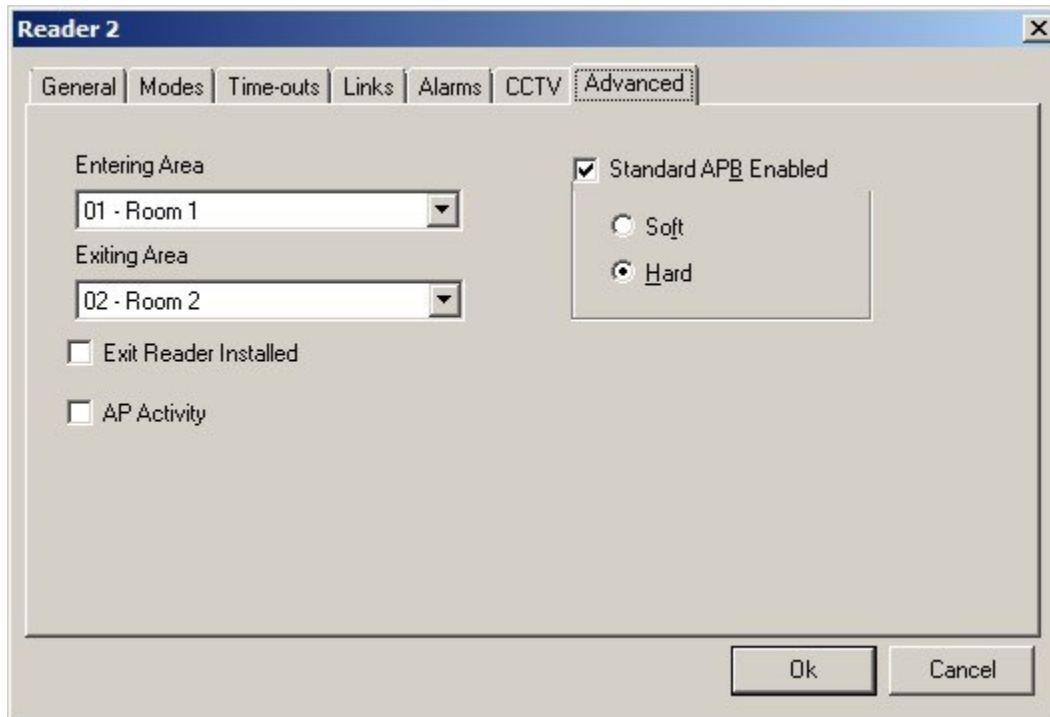 Reader 2
General Modes Time-outs Links Alarms CCTV Advanced
Entering Area
01 - Room 1
Exiting Area
02 - Room 2
Exit Reader Installed
AP Activity
Standard APB Enabled
Soft
Hard
Ok Cancel